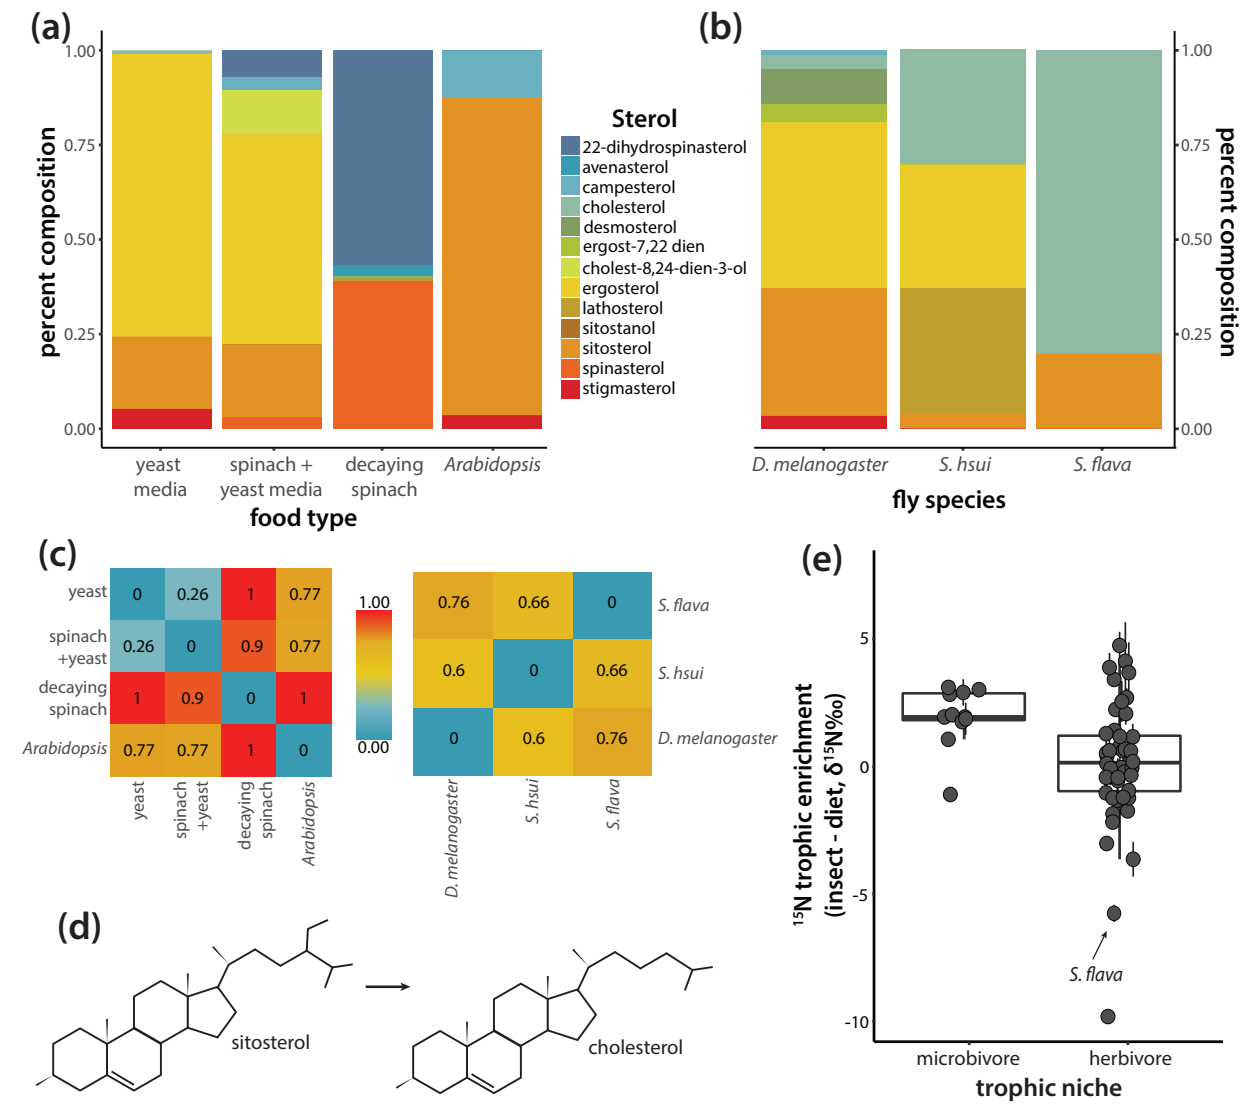 (a)
percent composition
1.00
0.75
0.50
0.25
0.00
yeast
media
spinach +
yeast media
decaying
spinach
Arabidopsis
food type
Sterol
22-dihydrospinasterol
avenasterol
campesterol
cholesterol
desmosterol
ergost-7,22 dien
cholest-8,24-dien-3-ol
ergosterol
lathosterol
sitostanol
sitosterol
spinasterol
stigmasterol
(b)
1.00
0.75
0.50
0.25
0.00
percent composition
D. melanogaster
S. hsui
S. flava
fly species
(c)
yeast
0 0.26 1 0.77
spinach
+yeast
0.26 0 0.9 0.77
decaying
spinach
1 0.9 0 1
Arabidopsis
0.77 0.77 1 0
yeast
spinach
+yeast
decaying
spinach
Arabidopsis
1.00
0.00
0.76 0.66 0 S. flava
0.6 0 0.66 S. hsui
0 0.6 0.76 D. melanogaster
D. melanogaster
S. hsui
S. flava
(d)
sitosterol
cholesterol
(e)
¹⁵N trophic enrichment
(insect - diet, δ¹⁵N‰)
5
0
-5
-10
S. flava
microbivore
herbivore
trophic niche